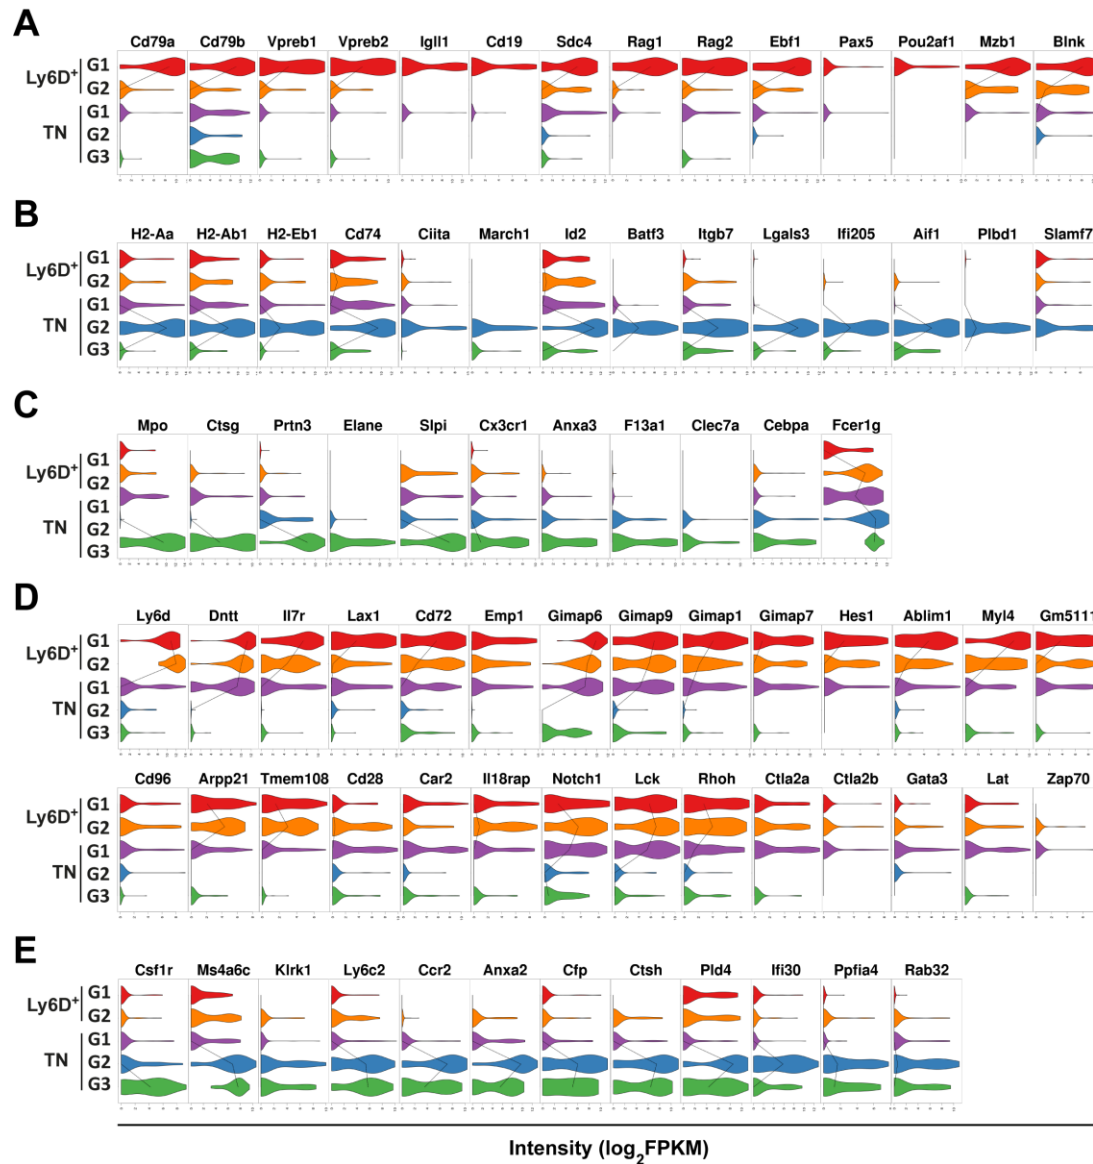 A
Cd79a Cd79b Vpreb1 Vpreb2 Igll1 Cd19 Sdc4 Rag1 Rag2 Ebf1 Pax5 Pou2af1 Mzb1 Blnk
Ly6D+ G1
G2
TN G1
G2
G3
B
H2-Aa H2-Ab1 H2-Eb1 Cd74 Ciita March1 Id2 Batf3 Itgb7 Lgals3 Ifi205 Aif1 Plbd1 Slamf7
Ly6D+ G1
G2
TN G1
G2
G3
C
Mpo Ctsg Prtn3 Elane Slpi Cx3cr1 Anxa3 F13a1 Clec7a Cebpa Fcer1g
Ly6D+ G1
G2
TN G1
G2
G3
D
Ly6d Dntt Il7r Lax1 Cd72 Emp1 Gimap6 Gimap9 Gimap1 Gimap7 Hes1 Ablim1 Myl4 Gm5111
Ly6D+ G1
G2
TN G1
G2
G3
Cd96 Arpp21 Tmem108 Cd28 Car2 Il18rap Notch1 Lck Rhoh Ctla2a Ctla2b Gata3 Lat Zap70
Ly6D+ G1
G2
TN G1
G2
G3
E
Csf1r Ms4a6c Klrk1 Ly6c2 Ccr2 Anxa2 Cfp Ctsh Pld4 Ifi30 Ppfia4 Rab32
Ly6D+ G1
G2
TN G1
G2
G3
Intensity (log2FPKM)